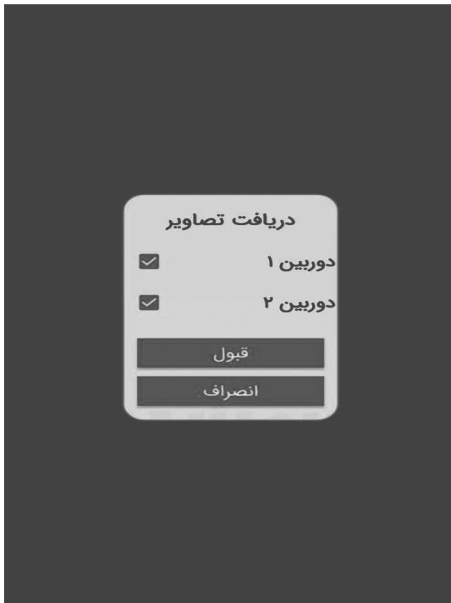 دریافت تصاویر
دوربین ۱
دوربین ۲
قبول
انصراف